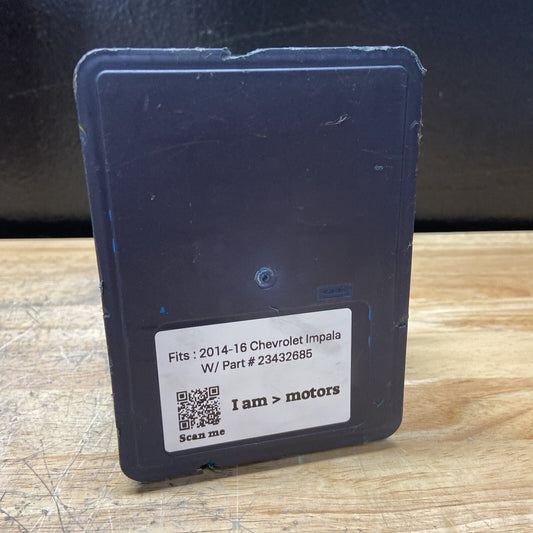 Fits : 2014-16 Chevrolet Impala
W/ Part # 23432685
I am > motors
Scan me